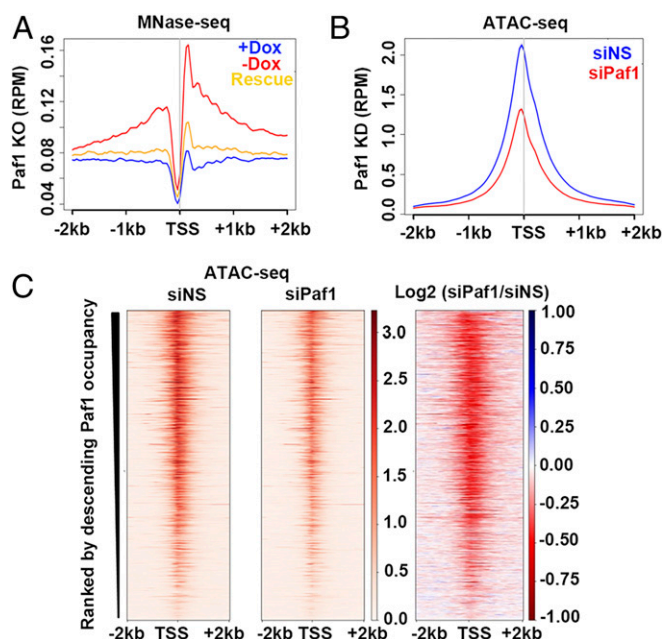 A
MNase-seq
Paf1 KO (RPM)
0.16
0.12
0.08
0.04
+Dox
-Dox
Rescue
-2kb
-1kb
TSS
+1kb
+2kb
B
ATAC-seq
Paf1 KD (RPM)
2.0
1.5
1.0
0.5
0.0
siNS
siPaf1
-2kb
-1kb
TSS
+1kb
+2kb
C
ATAC-seq
siNS
siPaf1
Log2 (siPaf1/siNS)
Ranked by descending Paf1 occupancy
3.0
2.5
2.0
1.5
1.0
0.5
0.0
1.00
0.75
0.50
0.25
0.00
-0.25
-0.50
-0.75
-1.00
-2kb TSS +2kb
-2kb TSS +2kb
-2kb TSS +2kb